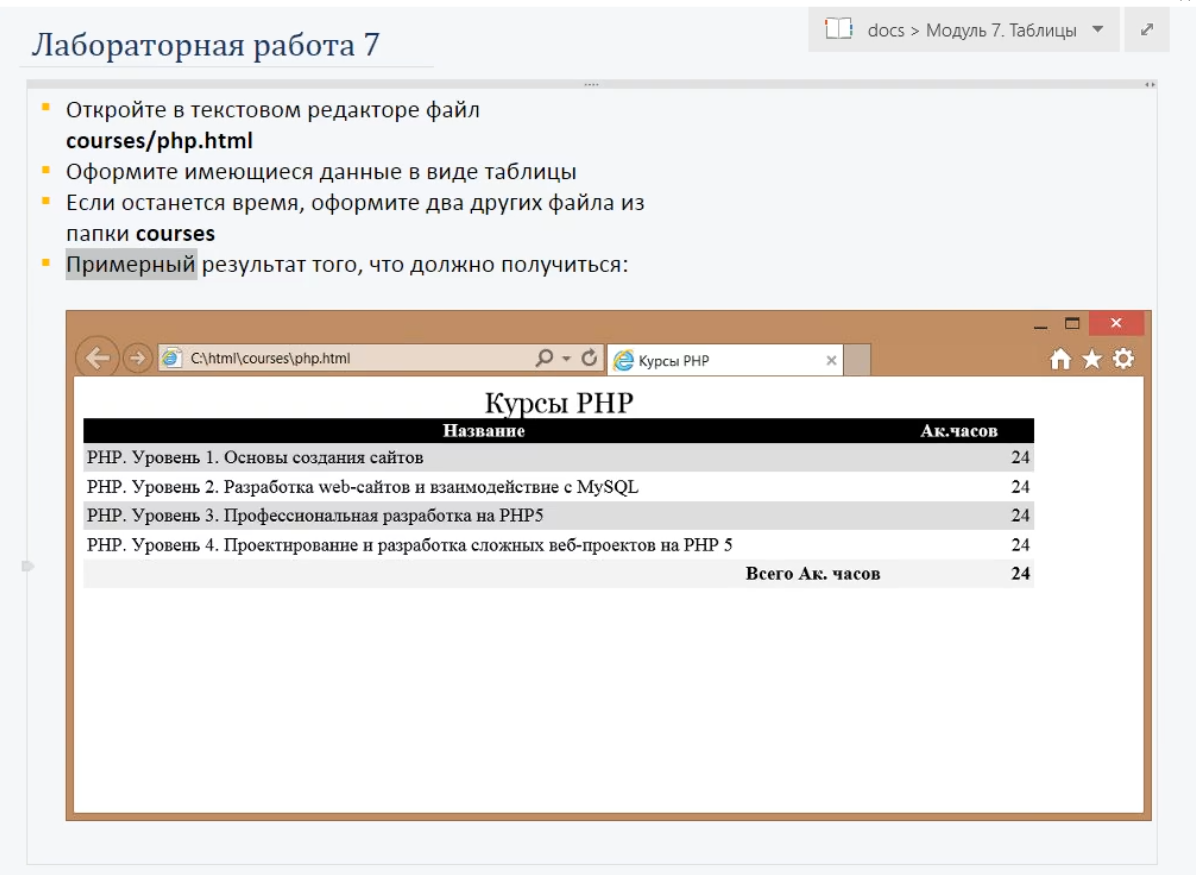 Лабораторная работа 7
docs > Модуль 7. Таблицы
Откройте в текстовом редакторе файл
courses/php.html
Оформите имеющиеся данные в виде таблицы
Если останется время, оформите два других файла из
папки courses
Примерный результат того, что должно получиться:
C:\html\courses\php.html
Курсы PHP
Курсы PHP
Название Ак.часов
PHP. Уровень 1. Основы создания сайтов 24
PHP. Уровень 2. Разработка web-сайтов и взаимодействие с MySQL 24
PHP. Уровень 3. Профессиональная разработка на PHP5 24
PHP. Уровень 4. Проектирование и разработка сложных веб-проектов на PHP 5 24
Всего Ак. часов 24